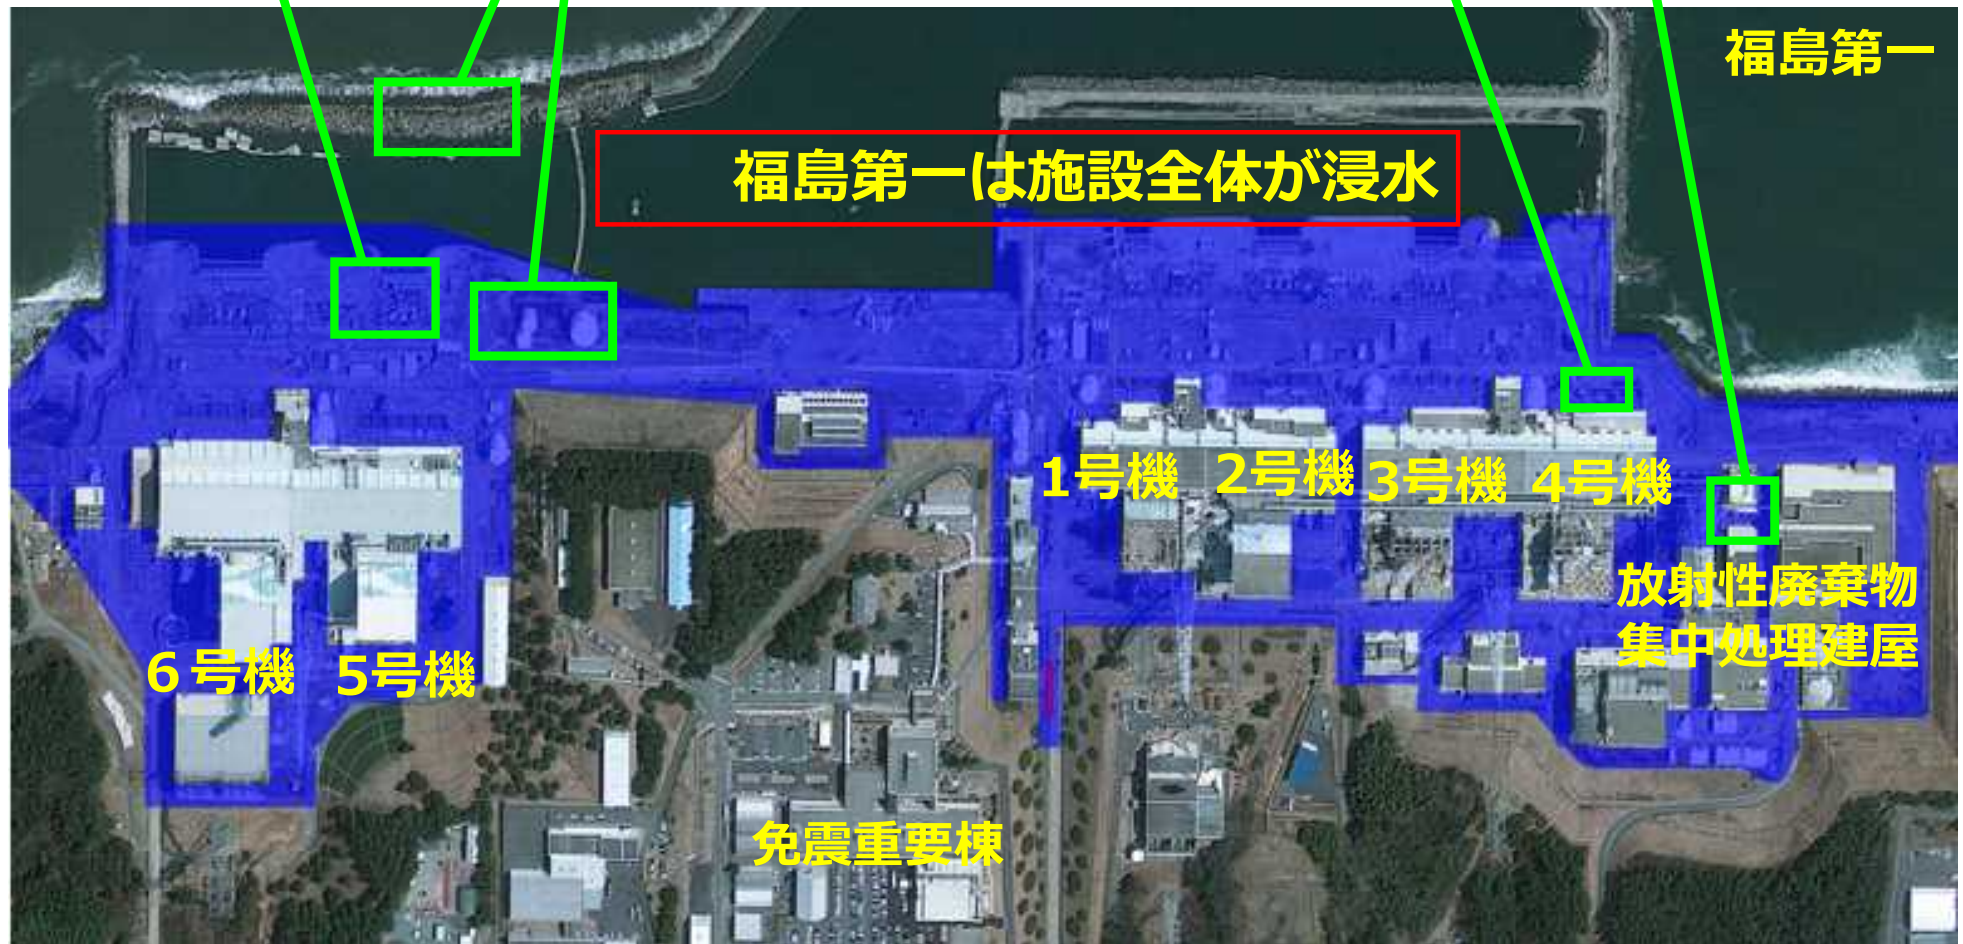 福島第一
福島第一は施設全体が浸水
1号機
2号機
3号機
4号機
放射性廃棄物
集中処理建屋
6号機
5号機
免震重要棟